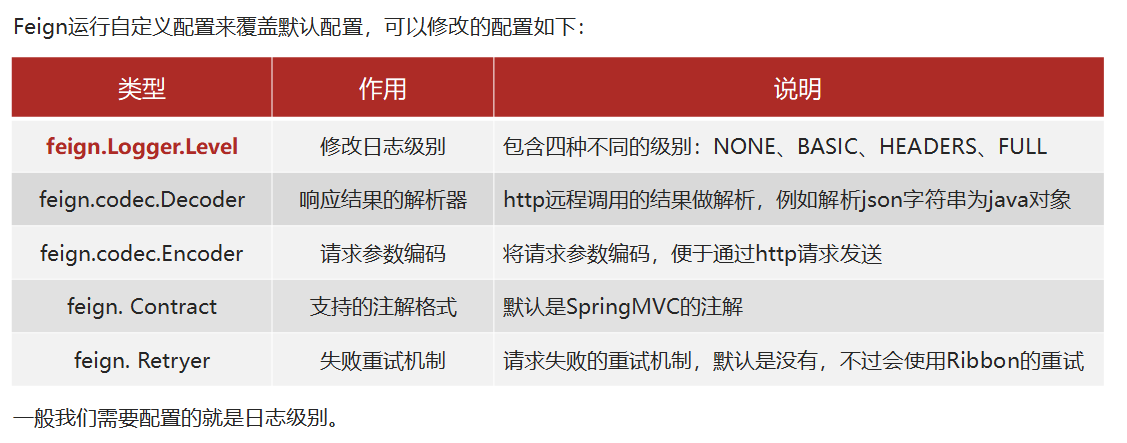 Feign运行自定义配置来覆盖默认配置，可以修改的配置如下：
类型 作用 说明
feign.Logger.Level 修改日志级别 包含四种不同的级别：NONE、BASIC、HEADERS、FULL
feign.codec.Decoder 响应结果的解析器 http远程调用的结果做解析，例如解析json字符串为java对象
feign.codec.Encoder 请求参数编码 将请求参数编码，便于通过http请求发送
feign. Contract 支持的注解格式 默认是SpringMVC的注解
feign. Retryer 失败重试机制 请求失败的重试机制，默认是没有，不过会使用Ribbon的重试
一般我们需要配置的就是日志级别。